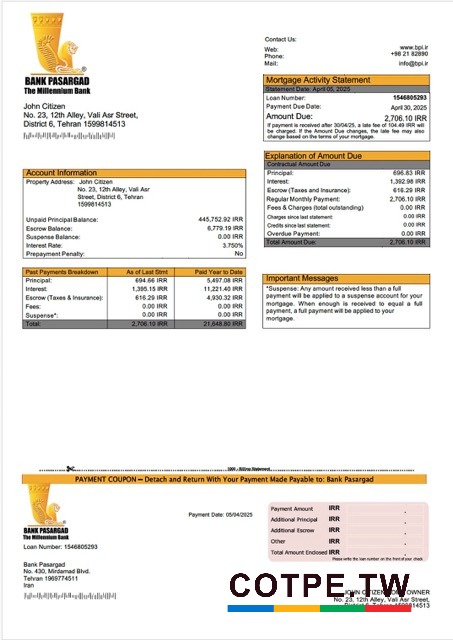 BANK PASARGAD
The Millennium Bank
Contact Us:
Web: www.bpi.ir
Phone: +98 21 82890
Mail: info@bpi.ir
John Citizen
No. 23, 12th Alley, Vali Asr Street,
District 6, Tehran 1599814513
Mortgage Activity Statement
Statement Date: April 05, 2025
Loan Number: 1546805293
Payment Due Date: April 30, 2025
Amount Due: 2,706.10 IRR
If payment is received after 30/04/25, a late fee of 104.49 IRR will
be charged. If the Amount Due changes, the late fee may also
change based on the terms of your mortgage.
Explanation of Amount Due
Contractual Amount Due
Principal: 696.83 IRR
Interest: 1,392.98 IRR
Escrow (Taxes and Insurance): 616.29 IRR
Regular Monthly Payment: 2,706.10 IRR
Fees & Charges (total outstanding) 0.00 IRR
Charges since last statement: 0.00 IRR
Credits since last statement: 0.00 IRR
Overdue Payment: 0.00 IRR
Total Amount Due: 2,706.10 IRR
Account Information
Property Address: John Citizen
No. 23, 12th Alley, Vali Asr
Street, District 6, Tehran
1599814513
Unpaid Principal Balance: 445,752.92 IRR
Escrow Balance: 6,779.19 IRR
Suspense Balance: 0.00 IRR
Interest Rate: 3.750%
Prepayment Penalty: No
Past Payments Breakdown As of Last Stmt Paid Year to Date
Principal: 694.66 IRR 5,497.08 IRR
Interest: 1,395.15 IRR 11,221.40 IRR
Escrow (Taxes & Insurance): 616.29 IRR 4,930.32 IRR
Fees: 0.00 IRR 0.00 IRR
Suspense*: 0.00 IRR 0.00 IRR
Total: 2,706.10 IRR 21,648.80 IRR
Important Messages
*Suspense: Any amount received less than a full
payment will be applied to a suspense account for your
mortgage. When enough is received to equal a full
payment, a full payment will be applied to your
mortgage.
PAYMENT COUPON – Detach and Return With Your Payment Made Payable to: Bank Pasargad
BANK PASARGAD
The Millennium Bank
Loan Number: 1546805293
Payment Date: 05/04/2025
Payment Amount IRR .
Additional Principal IRR .
Additional Escrow IRR .
Other IRR .
Total Amount Enclosed IRR .
Please write the loan number on the front of your check
Bank Pasargad
No. 430, Mirdamad Blvd.
Tehran 1969774511
Iran
COTPE.TW
OWNER
No. 23, 12th Alley, Vali Asr Street,